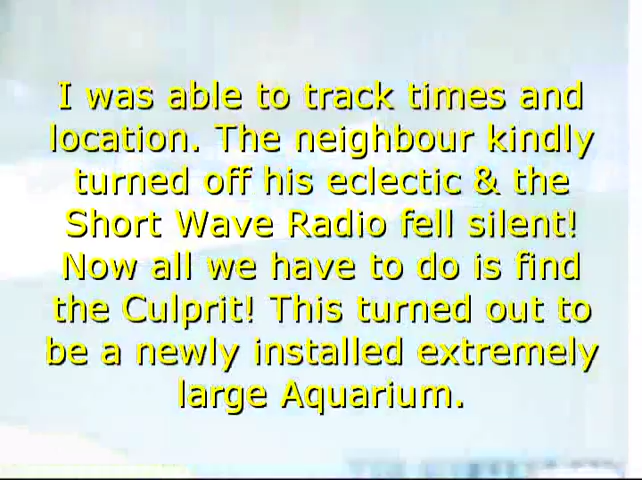 I was able to track times and
location. The neighbour kindly
turned off his eclectic & the
Short Wave Radio fell silent!
Now all we have to do is find
the Culprit! This turned out to
be a newly installed extremely
large Aquarium.